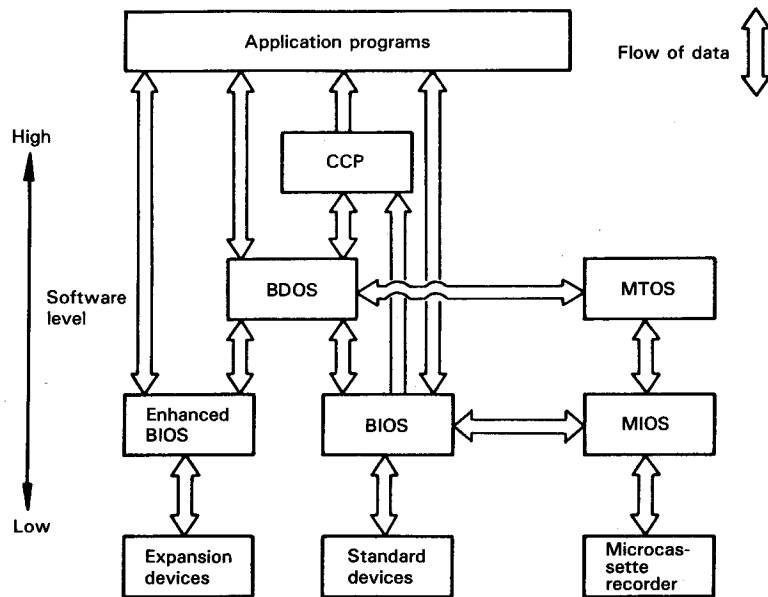 Application programs
Flow of data
High
CCP
Software
level
BDOS
MTOS
Enhanced
BIOS
BIOS
MIOS
Low
Expansion
devices
Standard
devices
Microcas-
sette
recorder